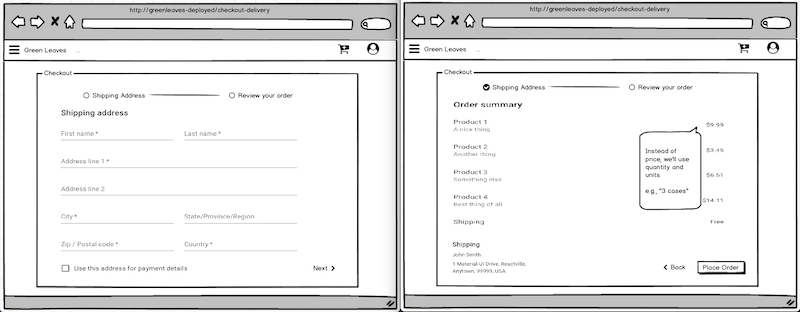 http://greenleaves-deployed/checkout-delivery
Green Leaves ...
Checkout
Shipping Address
Review your order
Shipping address
First name *
Last name *
Address line 1 *
Address line 2
City *
State/Province/Region
Zip / Postal code *
Country *
Use this address for payment details
Next
http://greenleaves-deployed/checkout-delivery
Green Leaves ...
Checkout
Shipping Address
Review your order
Order summary
Product 1
$9.99
A nice thing
Product 2
$3.45
Another thing
Product 3
$6.51
Something else
Product 4
$14.11
Best thing of all
Shipping
Free
Instead of
price, we'll use
quantity and
units.
e.g., "3 cases"
Shipping
John Smith
1 Material-UI Drive, Reactville,
Anytown, 99999, USA
Back
Place Order